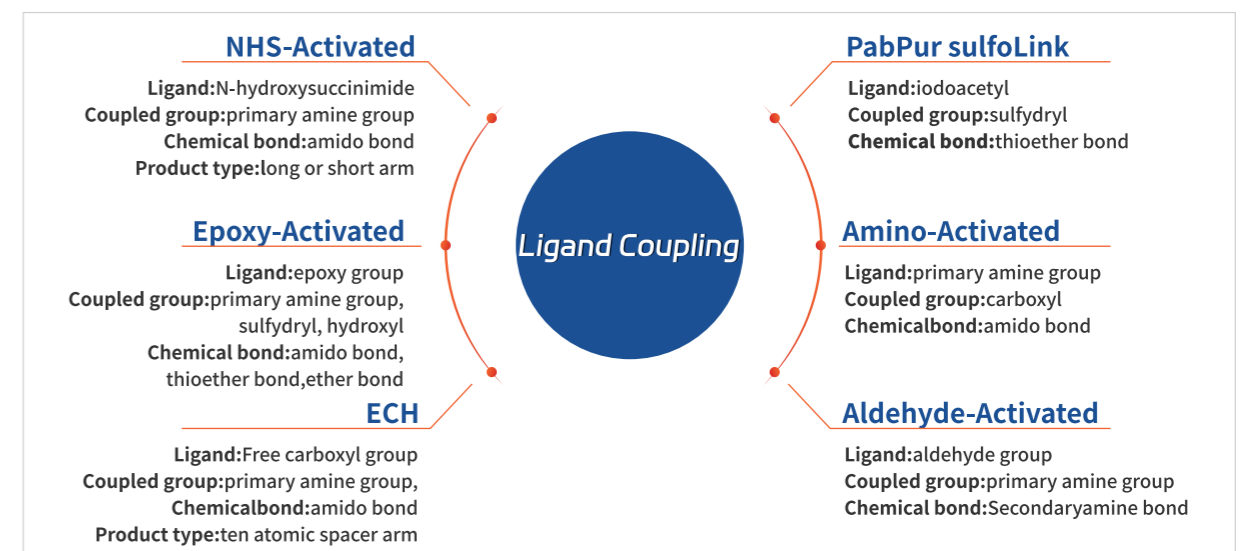 NHS-Activated
Ligand:N-hydroxysuccinimide
Coupled group:primary amine group
Chemical bond:amido bond
Product type:long or short arm
Epoxy-Activated
Ligand:epoxy group
Coupled group:primary amine group,
sulfydryl, hydroxyl
Chemical bond:amido bond,
thioether bond,ether bond
ECH
Ligand:Free carboxyl group
Coupled group:primary amine group,
Chemicalbond:amido bond
Product type:ten atomic spacer arm
Ligand Coupling
PabPur sulfoLink
Ligand:iodoacetyl
Coupled group:sulfydryl
Chemical bond:thioether bond
Amino-Activated
Ligand:primary amine group
Coupled group:carboxyl
Chemicalbond:amido bond
Aldehyde-Activated
Ligand:aldehyde group
Coupled group:primary amine group
Chemical bond:Secondaryamine bond